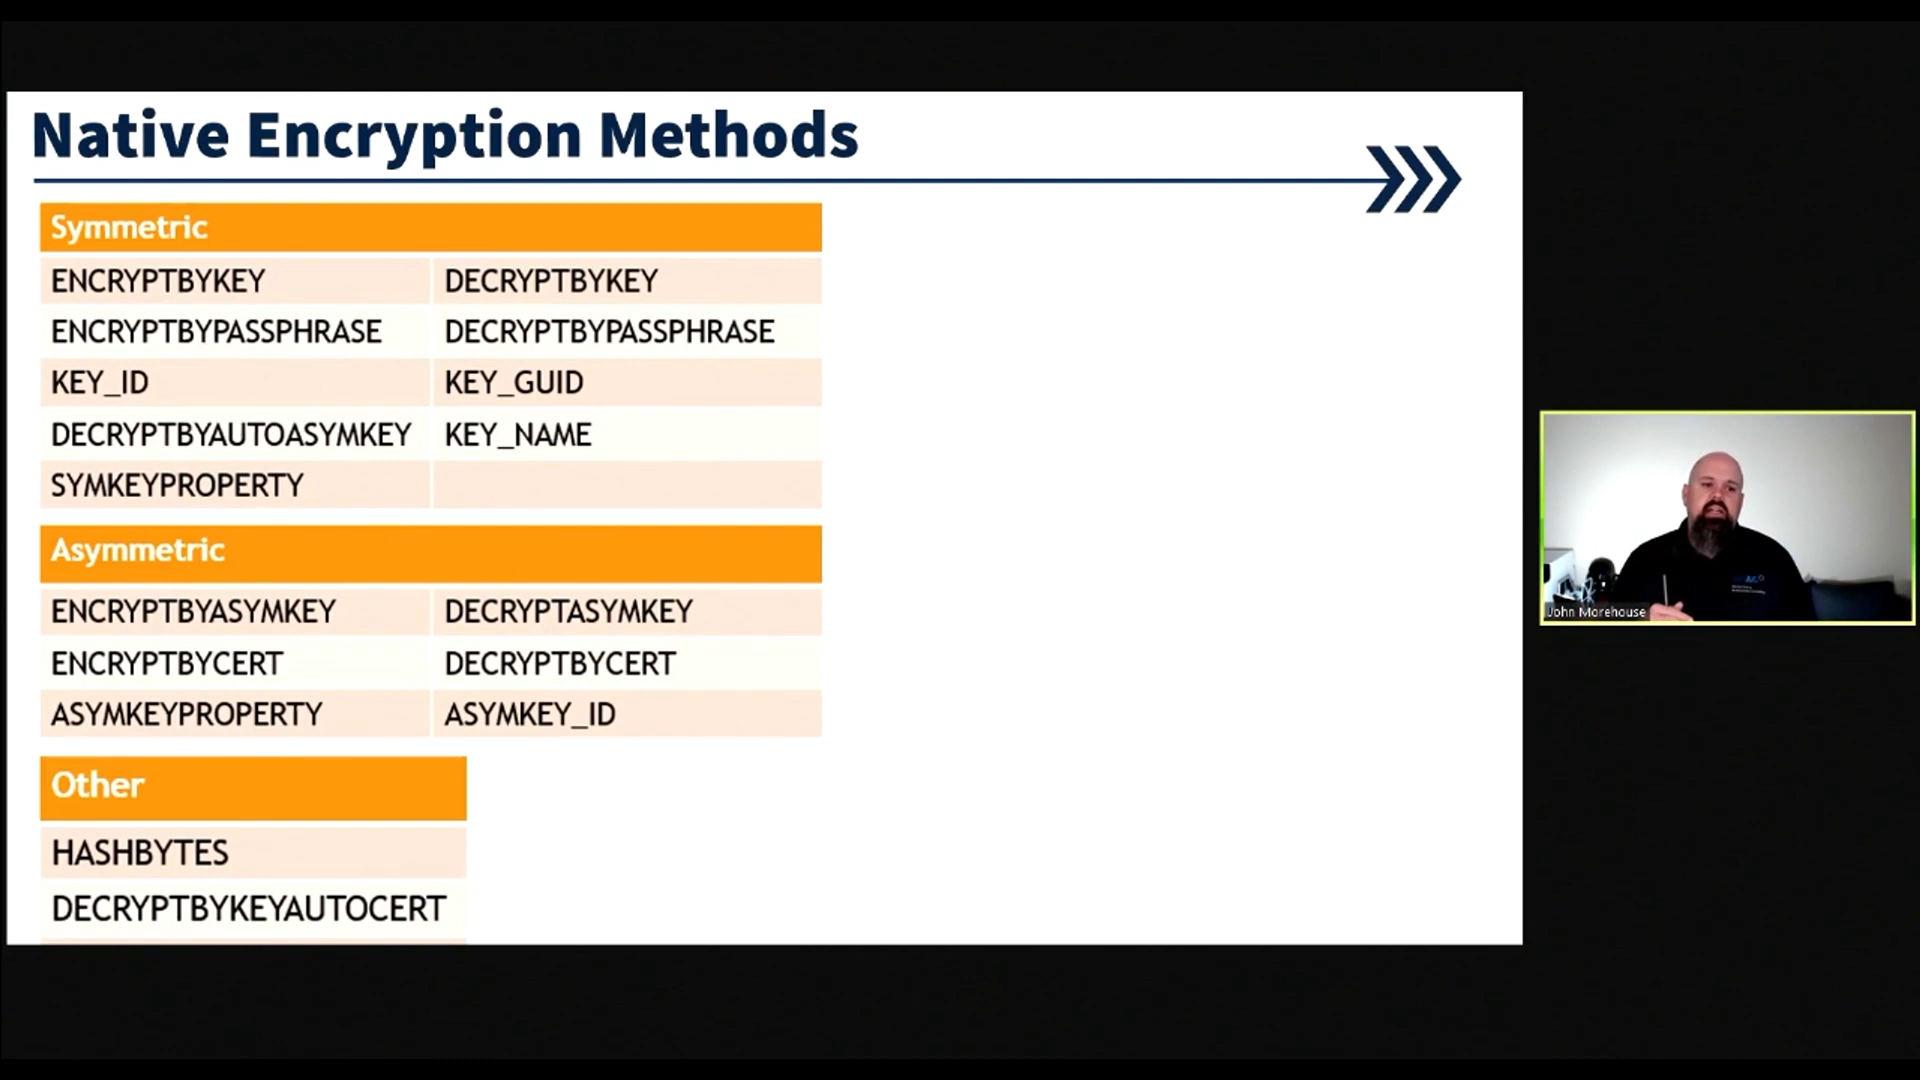 Native Encryption Methods
Symmetric
ENCRYPTBYKEY DECRYPTBYKEY
ENCRYPTBYPASSPHRASE DECRYPTBYPASSPHRASE
KEY_ID KEY_GUID
DECRYPTBYAUTOASYMKEY KEY_NAME
SYMKEYPROPERTY
Asymmetric
ENCRYPTBYASYMKEY DECRYPTASYMKEY
ENCRYPTBYCERT DECRYPTBYCERT
ASYMKEYPROPERTY ASYMKEY_ID
Other
HASHBYTES
DECRYPTBYKEYAUTOCERT
John Morehouse